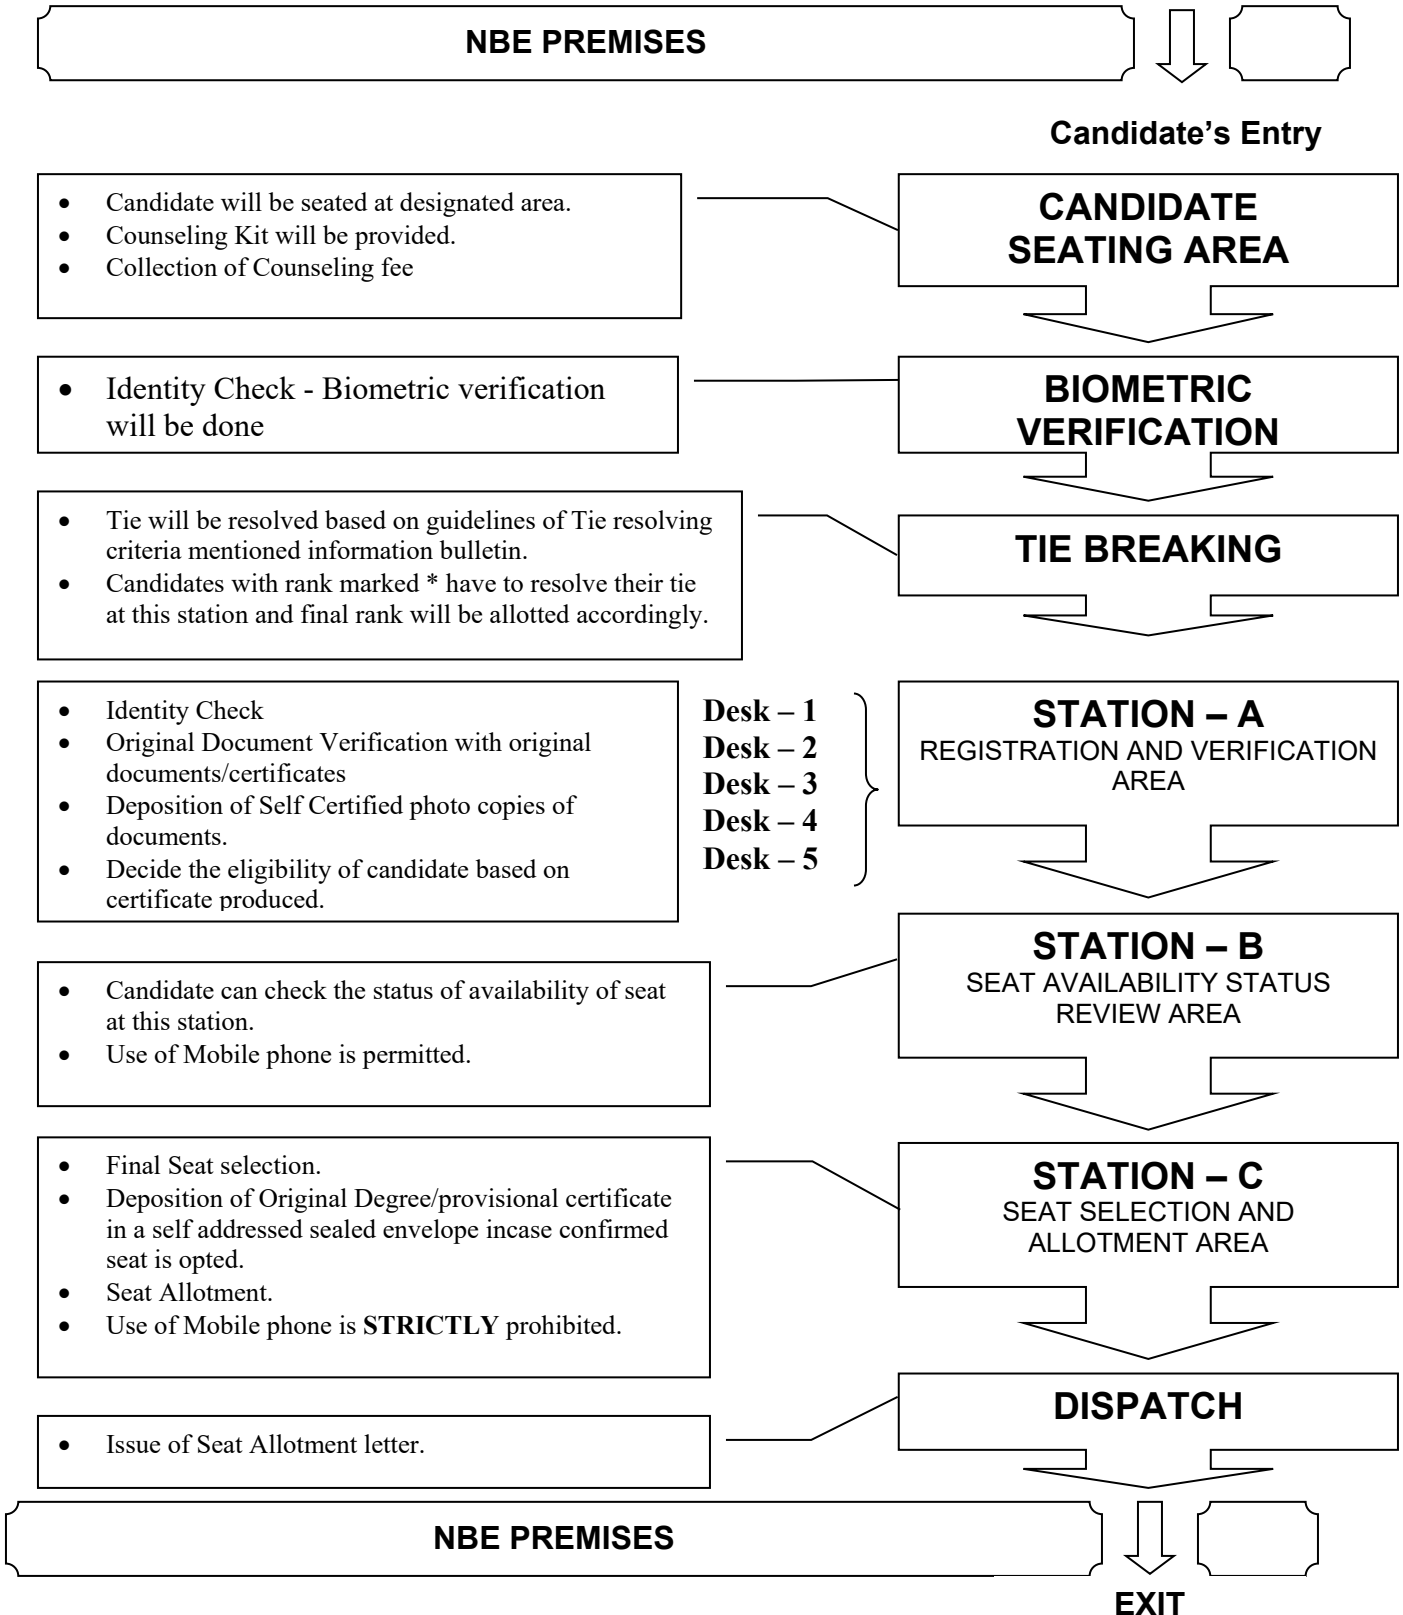 NBE PREMISES
Candidate's Entry
• Candidate will be seated at designated area.
• Counseling Kit will be provided.
• Collection of Counseling fee
CANDIDATE
SEATING AREA
• Identity Check - Biometric verification
will be done
BIOMETRIC
VERIFICATION
• Tie will be resolved based on guidelines of Tie resolving
criteria mentioned information bulletin.
• Candidates with rank marked * have to resolve their tie
at this station and final rank will be allotted accordingly.
TIE BREAKING
• Identity Check
• Original Document Verification with original
documents/certificates
• Deposition of Self Certified photo copies of
documents.
• Decide the eligibility of candidate based on
certificate produced.
Desk – 1
Desk – 2
Desk – 3
Desk – 4
Desk – 5
STATION – A
REGISTRATION AND VERIFICATION
AREA
• Candidate can check the status of availability of seat
at this station.
• Use of Mobile phone is permitted.
STATION – B
SEAT AVAILABILITY STATUS
REVIEW AREA
• Final Seat selection.
• Deposition of Original Degree/provisional certificate
in a self addressed sealed envelope incase confirmed
seat is opted.
• Seat Allotment.
• Use of Mobile phone is STRICTLY prohibited.
STATION – C
SEAT SELECTION AND
ALLOTMENT AREA
• Issue of Seat Allotment letter.
DISPATCH
NBE PREMISES
EXIT